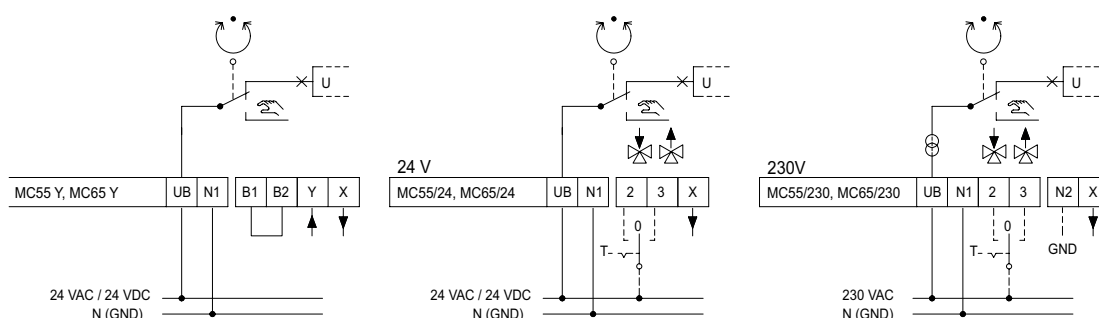 U
MC55 Y, MC65 Y UB N1 B1 B2 Y X
24 VAC / 24 VDC
N (GND)
U
24 V
MC55/24, MC65/24 UB N1 2 3 X
0
T
24 VAC / 24 VDC
N (GND)
U
230V
MC55/230, MC65/230 UB N1 2 3 N2 X
0
T
GND
230 VAC
N (GND)